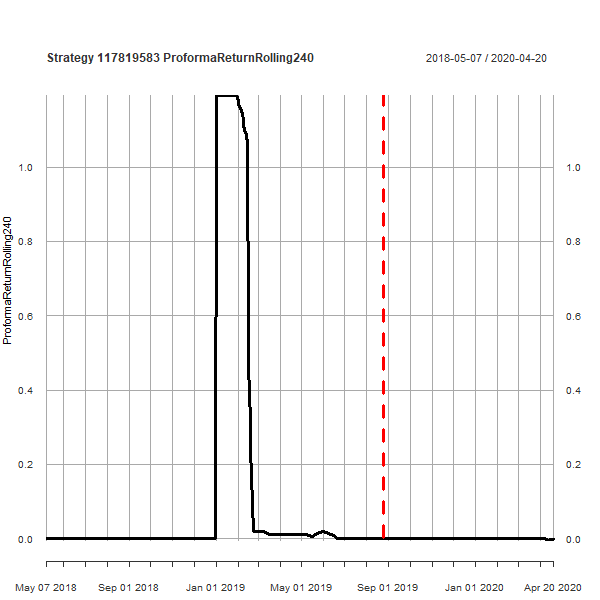 Strategy 117819583 ProformaReturnRolling240
2018-05-07 / 2020-04-20
ProformaReturnRolling240
1.0 1.0
0.8 0.8
0.6 0.6
0.4 0.4
0.2 0.2
0.0 0.0
May 07 2018 Sep 01 2018 Jan 01 2019 May 01 2019 Sep 01 2019 Jan 01 2020 Apr 20 2020